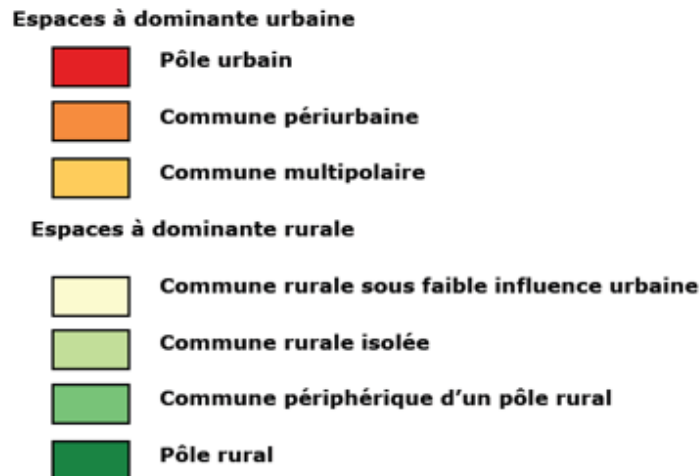 Espaces à dominante urbaine
Pôle urbain
Commune périurbaine
Commune multipolaire
Espaces à dominante rurale
Commune rurale sous faible influence urbaine
Commune rurale isolée
Commune périphérique d'un pôle rural
Pôle rural